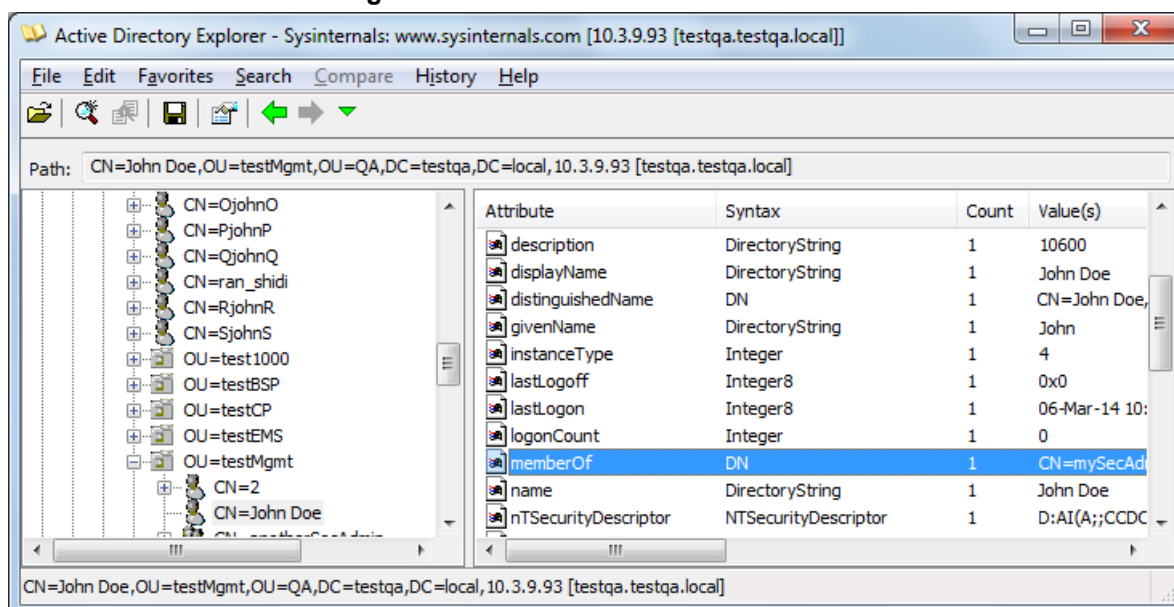 Active Directory Explorer - Sysinternals: www.sysinternals.com [10.3.9.93 [testqa.testqa.local]]
File Edit Favorites Search Compare History Help
Path: CN=John Doe,OU=testMgmt,OU=QA,DC=testqa,DC=local,10.3.9.93 [testqa.testqa.local]
CN=OjohnO
CN=PjohnP
CN=QjohnQ
CN=ran_shidi
CN=RjohnR
CN=SjohnS
OU=test1000
OU=testBSP
OU=testCP
OU=testEMS
OU=testMgmt
CN=2
CN=John Doe
Attribute Syntax Count Value(s)
description DirectoryString 1 10600
displayName DirectoryString 1 John Doe
distinguishedName DN 1 CN=John Doe,
givenName DirectoryString 1 John
instanceType Integer 1 4
lastLogoff Integer8 1 0x0
lastLogon Integer8 1 06-Mar-14 10:
logonCount Integer 1 0
memberOf DN 1 CN=mySecAd
name DirectoryString 1 John Doe
nTSecurityDescriptor NTSecurityDescriptor 1 D:AI(A;;CCDC
CN=John Doe,OU=testMgmt,OU=QA,DC=testqa,DC=local,10.3.9.93 [testqa.testqa.local]